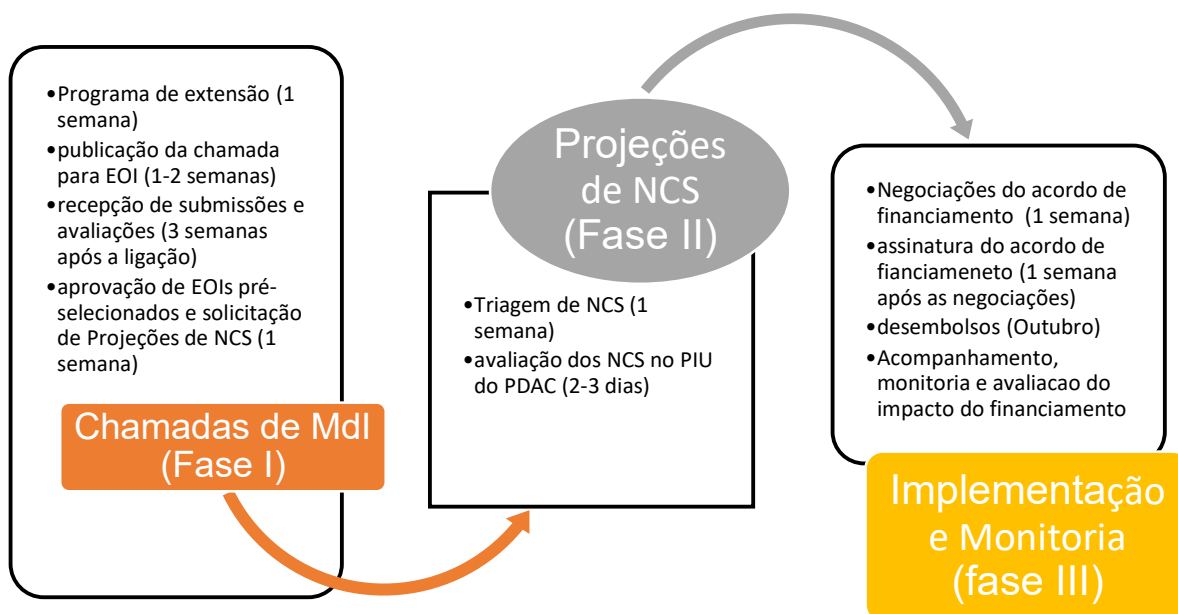 •Programa de extensão (1
semana)
•publicação da chamada
para EOI (1-2 semanas)
•recepção de submissões e
avaliações (3 semanas
após a ligação)
•aprovação de EOIs pré-
selecionados e solicitação
de Projeções de NCS (1
semana)
Chamadas de MdI
(Fase I)
Projeções
de NCS
(Fase II)
•Triagem de NCS (1
semana)
•avaliação dos NCS no PIU
do PDAC (2-3 dias)
•Negociações do acordo de
financiamento (1 semana)
•assinatura do acordo de
fianciameneto (1 semana
após as negociações)
•desembolsos (Outubro)
•Acompanhamento,
monitoria e avaliacao do
impacto do financiamento
Implementação
e Monitoria
(fase III)